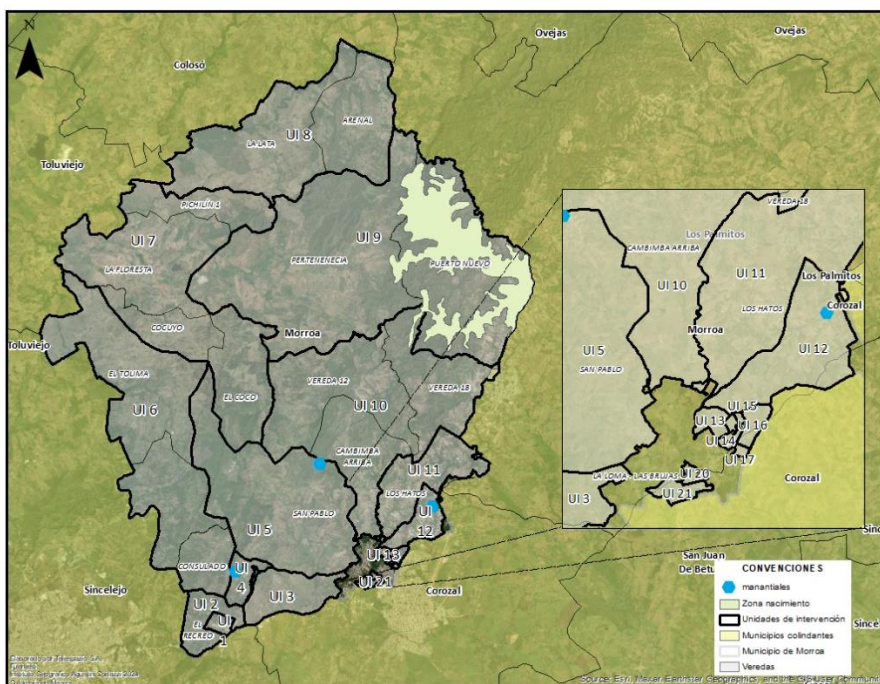 N
Ovejas
Ovejas
Colosó
ARENAL
UI 8
LA LATA
Toluviejo
PICHILÍN 1
UI 7
UI 9
LA FLORESTA
PERTENENECIA
PUERTO NUEVO
COCUYO
Morroa
Toluviejo
EL TOLIMA
VEREDA 12
VEREDA 18
EL COCO
UI 6
UI 10
CAMBIMBA
ARRIBA
UI 11
LOS HATOS
SAN PABLO
UI
12
UI 5
UI 13
CONSULADO
UI
4
UI 21
Sincelejo
UI 2
UI 3
Corozal
EL
RECREO
UI
1
VEREDA 18
Los Palmitos
CAMBIMBA ARRIBA
UI 11
Los Palmitos
UI 10
LOS HATOS
Corozal
Morroa
UI 5
UI 12
SAN PABLO
UI 15
UI 13
UI 16
UI 14
UI 17
LA LOMA - LAS BRUJAS
UI 20
Corozal
UI 3
UI 21
San Juan
De Betu
CONVENCIONES
manantiales
Zona nacimiento
Unidades de intervención
Municipios colindantes
Municipio de Morroa
Veredas
Source: Esri, Maxar, Earthstar Geographics, and the GIS User Communit